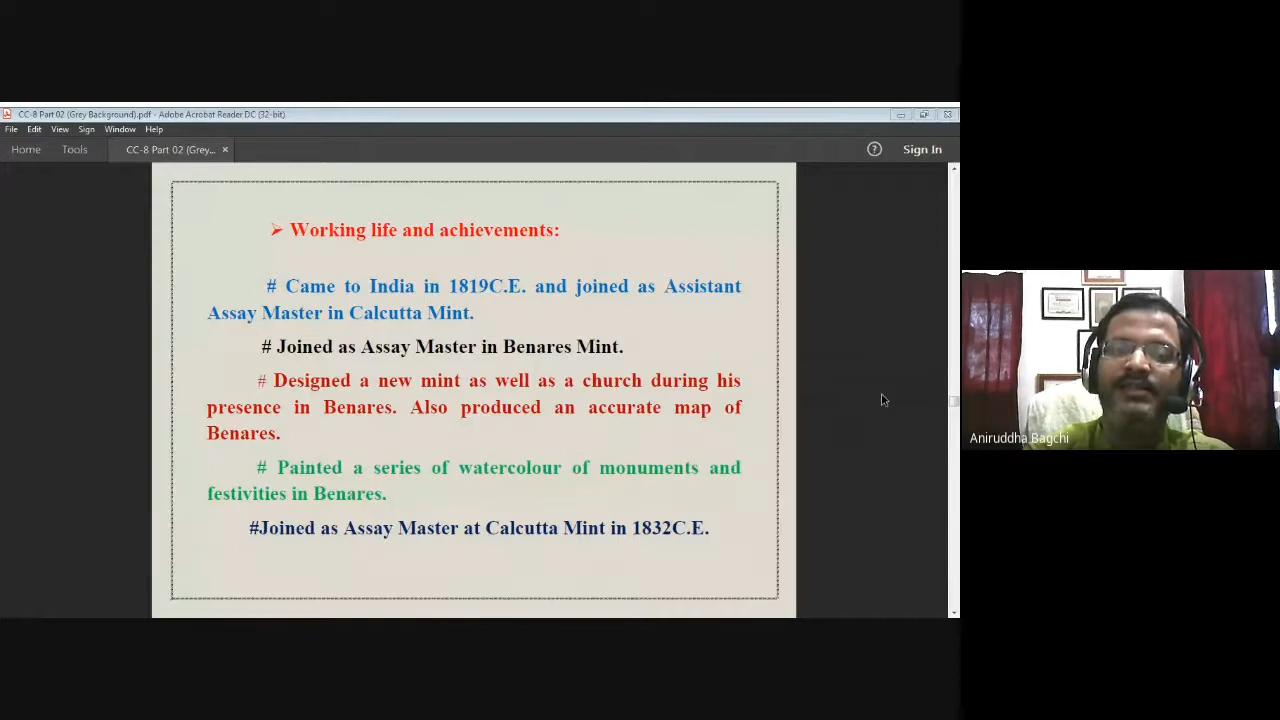 CC-8 Part 02 (Grey Background).pdf - Adobe Acrobat Reader DC (32-bit)
File Edit View Sign Window Help
Home Tools CC-8 Part 02 (Grey... × ? Sign In
➢ Working life and achievements:
# Came to India in 1819C.E. and joined as Assistant
Assay Master in Calcutta Mint.
# Joined as Assay Master in Benares Mint.
# Designed a new mint as well as a church during his
presence in Benares. Also produced an accurate map of
Benares.
# Painted a series of watercolour of monuments and
festivities in Benares.
#Joined as Assay Master at Calcutta Mint in 1832C.E.
Aniruddha Bagchi